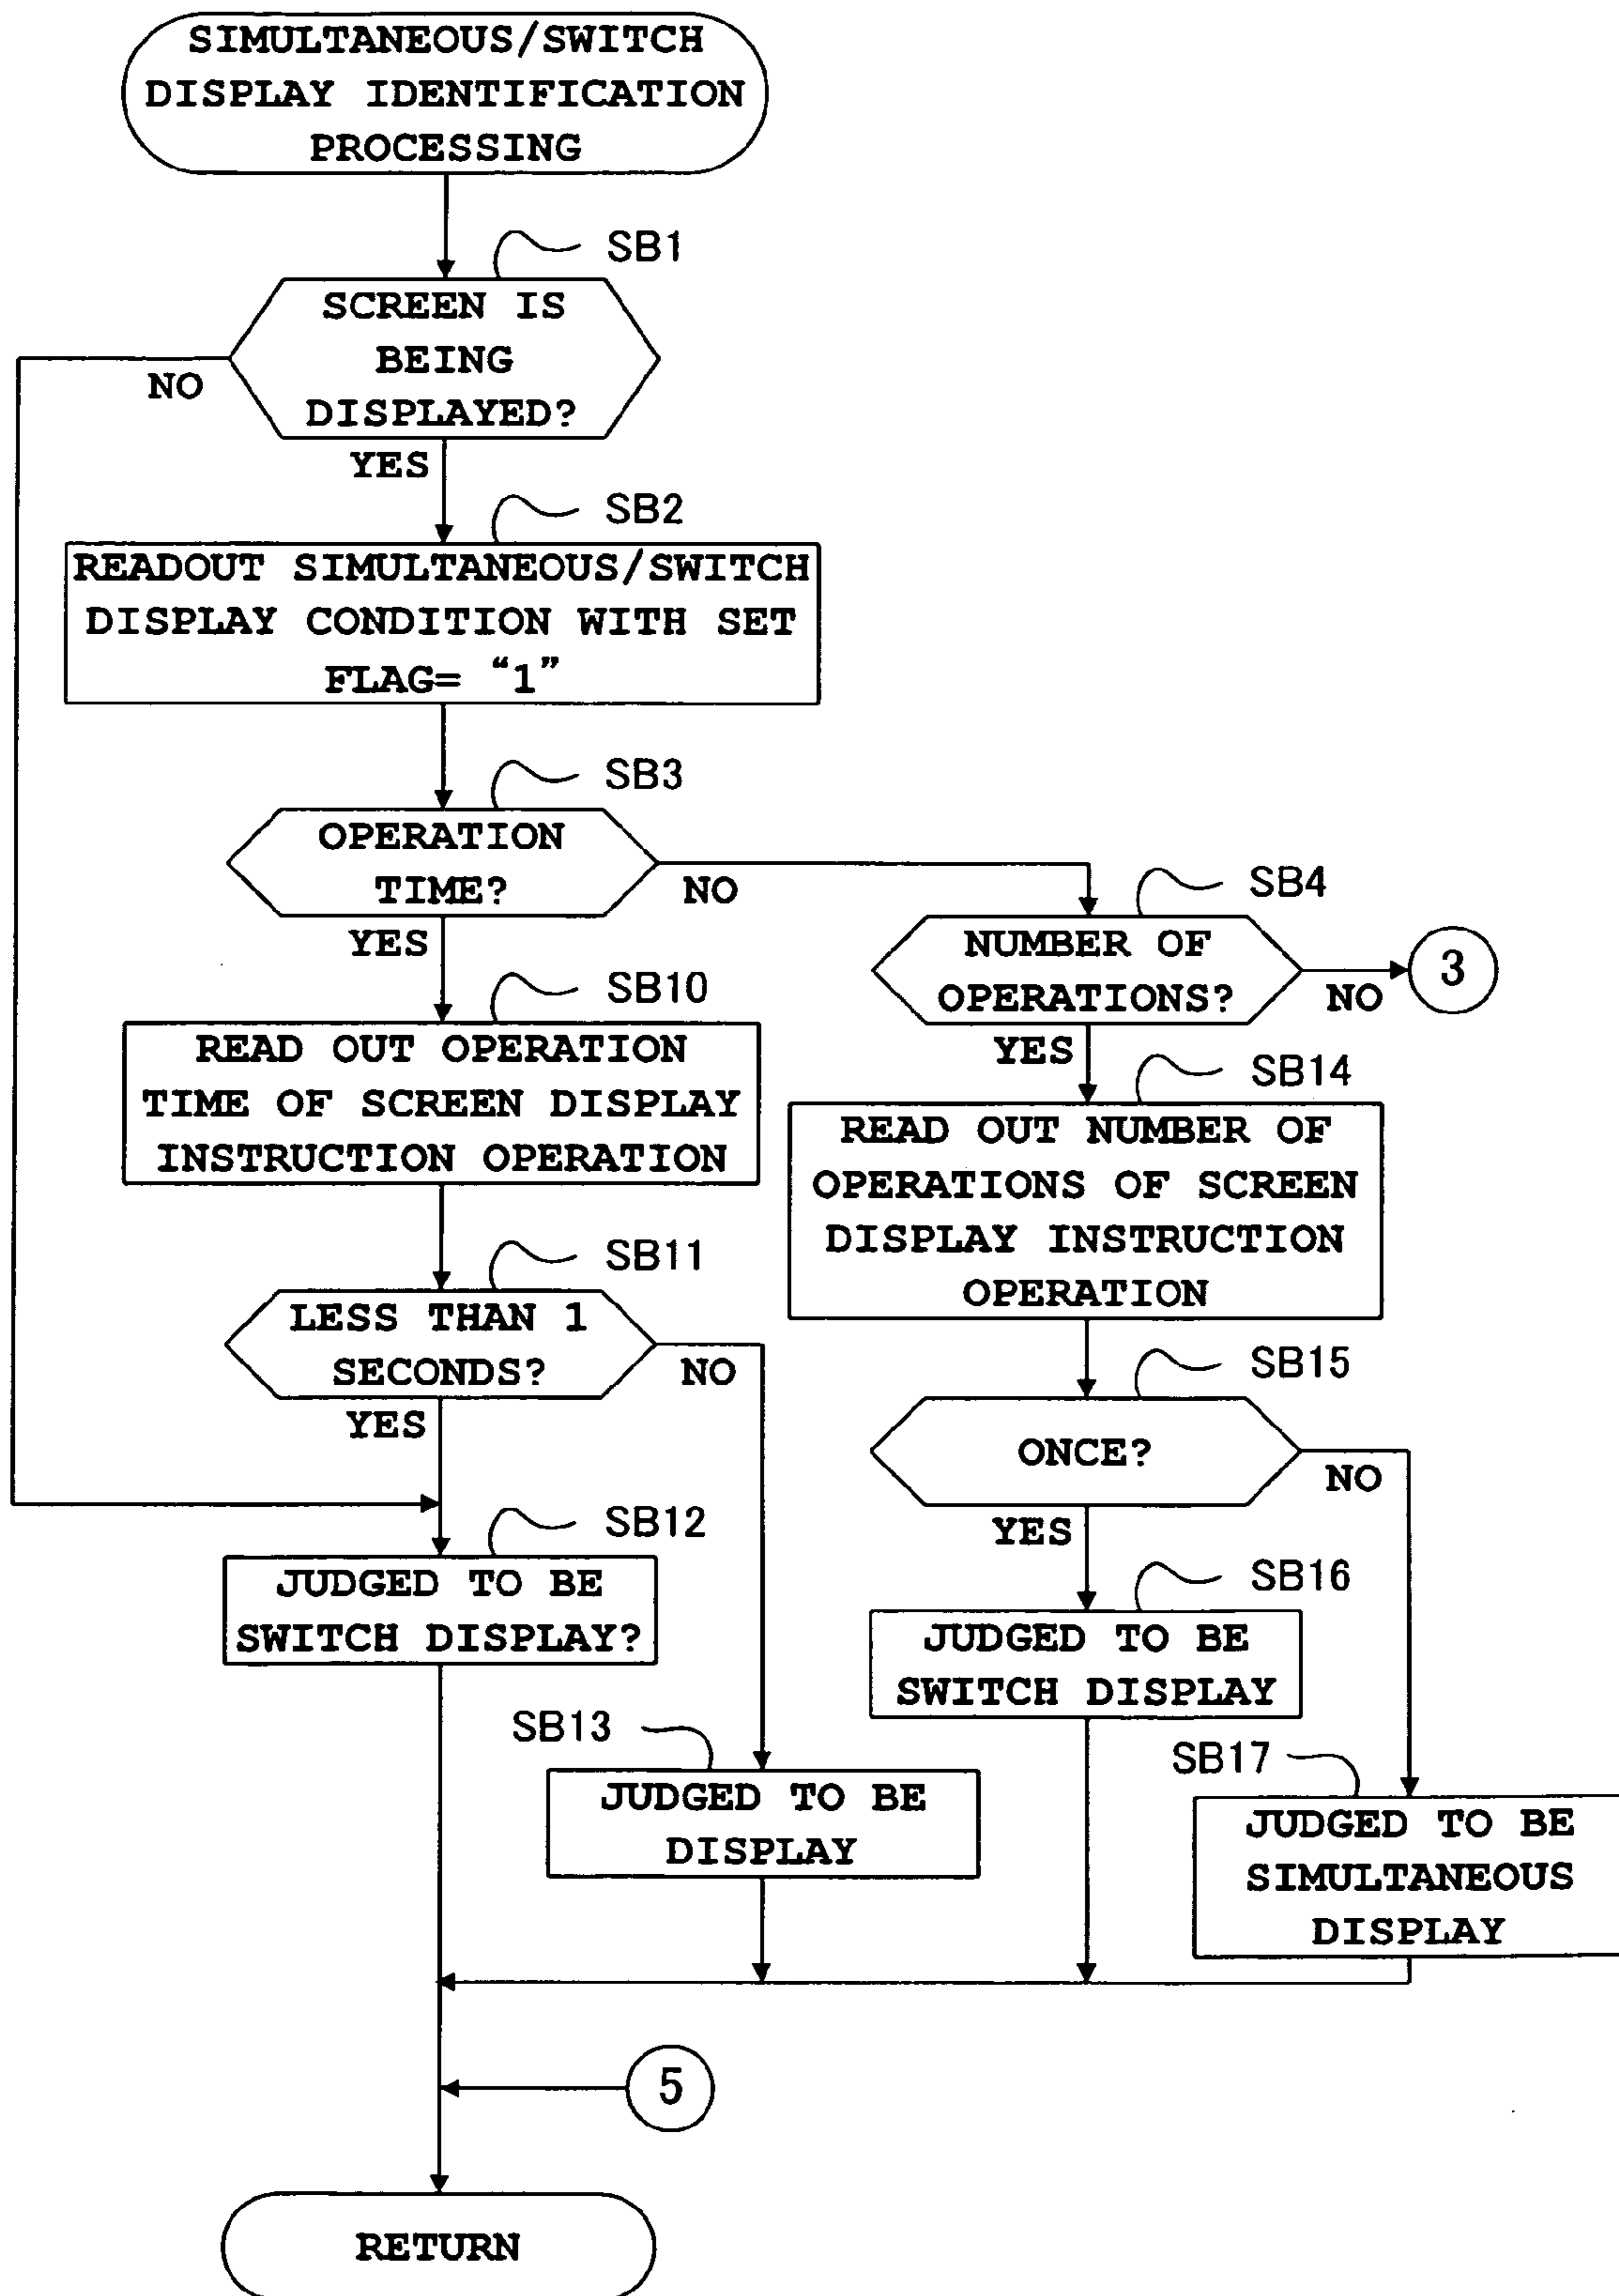 SIMULTANEOUS/SWITCH
DISPLAY IDENTIFICATION
PROCESSING
SB1
SCREEN IS
BEING
DISPLAYED?
NO
YES
SB2
READOUT SIMULTANEOUS/SWITCH
DISPLAY CONDITION WITH SET
FLAG= “1”
SB3
OPERATION
TIME?
NO
YES
SB4
NUMBER OF
OPERATIONS?
NO
3
YES
SB10
READ OUT OPERATION
TIME OF SCREEN DISPLAY
INSTRUCTION OPERATION
SB14
READ OUT NUMBER OF
OPERATIONS OF SCREEN
DISPLAY INSTRUCTION
OPERATION
SB11
LESS THAN 1
SECONDS?
NO
YES
SB15
ONCE?
NO
YES
SB12
JUDGED TO BE
SWITCH DISPLAY?
SB16
JUDGED TO BE
SWITCH DISPLAY
SB13
JUDGED TO BE
DISPLAY
SB17
JUDGED TO BE
SIMULTANEOUS
DISPLAY
5
RETURN